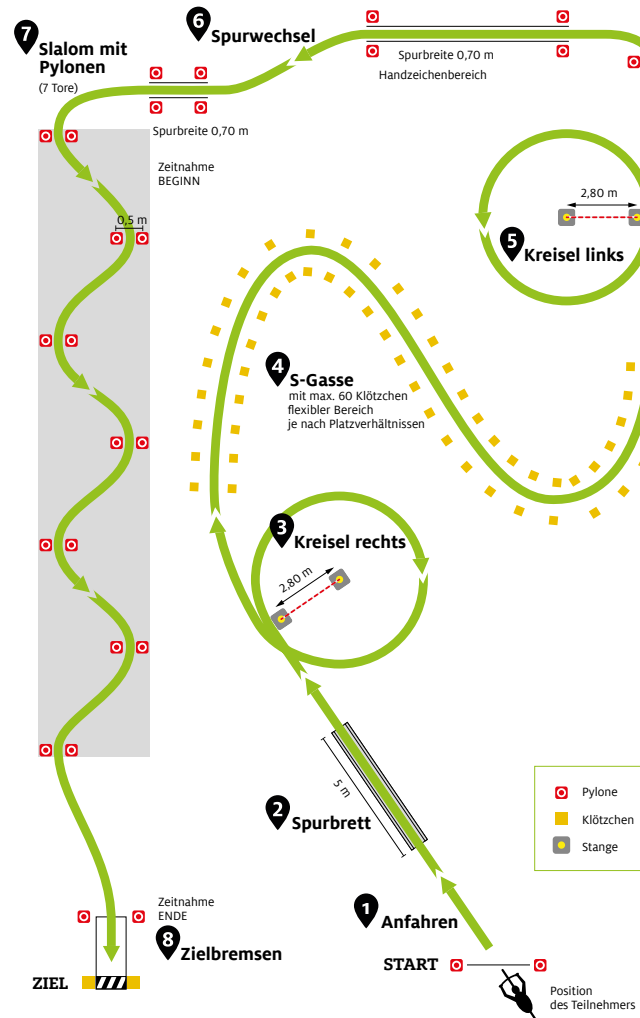 7
Slalom mit
Pylonen
(7 Tore)
6
Spurwechsel
Spurbreite 0,70 m
Handzeichenbereich
Spurbreite 0,70 m
Zeitnahme
BEGINN
0,5 m
2,80 m
5
Kreisel links
4
S-Gasse
mit max. 60 Klötzchen
flexibler Bereich
je nach Platzverhältnissen
3
Kreisel rechts
2,80 m
5 m
2
Spurbrett
Pylone
Klötzchen
Stange
1
Anfahren
Zeitnahme
ENDE
8
Zielbremsen
START
ZIEL
Position
des Teilnehmers